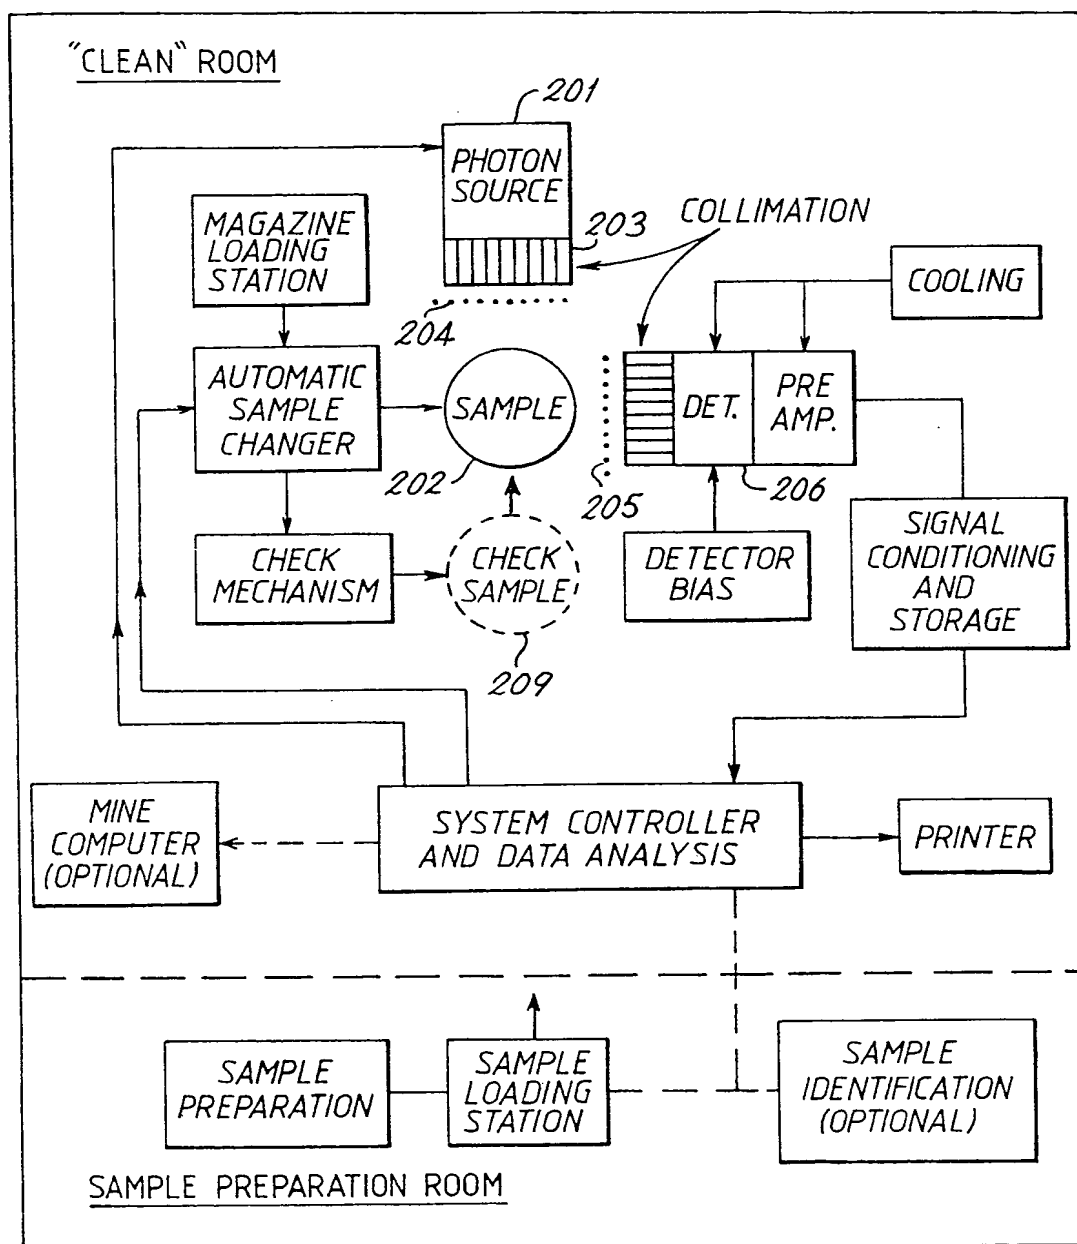 "CLEAN" ROOM
201
PHOTON
SOURCE
203
COLLIMATION
MAGAZINE
LOADING
STATION
COOLING
204
AUTOMATIC
SAMPLE
CHANGER
SAMPLE
202
DET.
PRE
AMP.
205
206
CHECK
MECHANISM
CHECK
SAMPLE
209
DETECTOR
BIAS
SIGNAL
CONDITIONING
AND
STORAGE
MINE
COMPUTER
(OPTIONAL)
SYSTEM CONTROLLER
AND DATA ANALYSIS
PRINTER
SAMPLE
PREPARATION
SAMPLE
LOADING
STATION
SAMPLE
IDENTIFICATION
(OPTIONAL)
SAMPLE PREPARATION ROOM